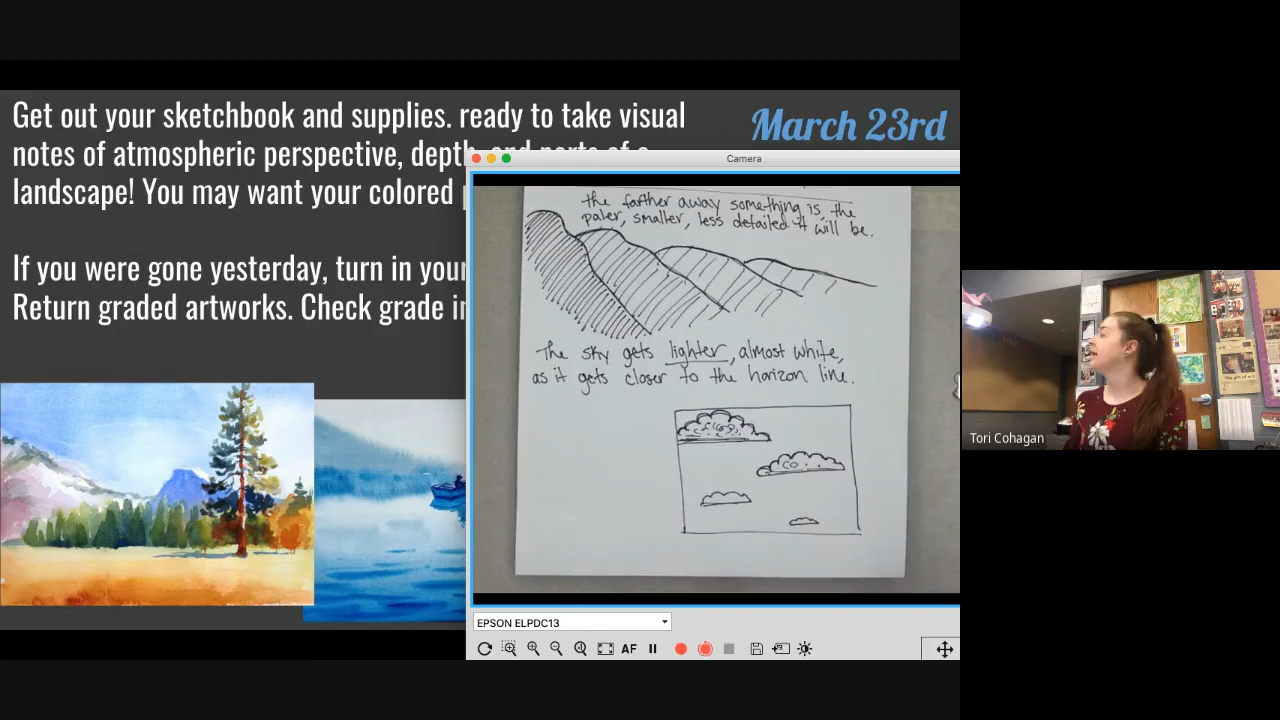 Get out your sketchbook and supplies. ready to take visual
March 23rd
notes of atmospheric perspective, depth, and parts of a
landscape! You may want your colored
If you were gone yesterday, turn in your
Return graded artworks. Check grade in
Camera
the farther away something is, the
paler, smaller, less detailed it will be.
The sky gets lighter, almost white,
as it gets closer to the horizon line.
EPSON ELPDC13
AF
Tori Cohagan